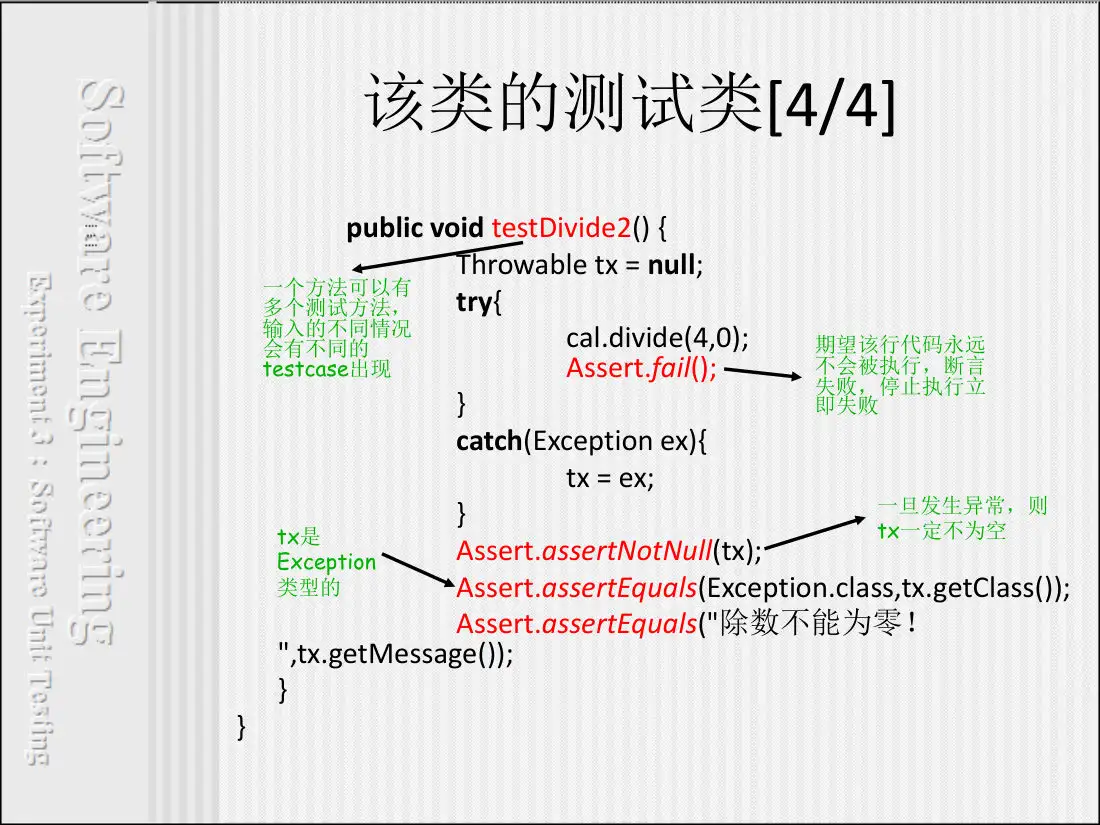 Software Engineering
Experiment 3 : Software Unit Testing
该类的测试类[4/4]
public void testDivide2() {
Throwable tx = null;
一个方法可以有
多个测试方法，
输入的不同情况
会有不同的
testcase出现
try{
cal.divide(4,0);
Assert.fail();
期望该行代码永远
不会被执行，断言
失败，停止执行立
即失败
}
catch(Exception ex){
tx = ex;
}
一旦发生异常，则
tx一定不为空
tx是
Exception
类型的
Assert.assertNotNull(tx);
Assert.assertEquals(Exception.class,tx.getClass());
Assert.assertEquals("除数不能为零！
",tx.getMessage());
}
}